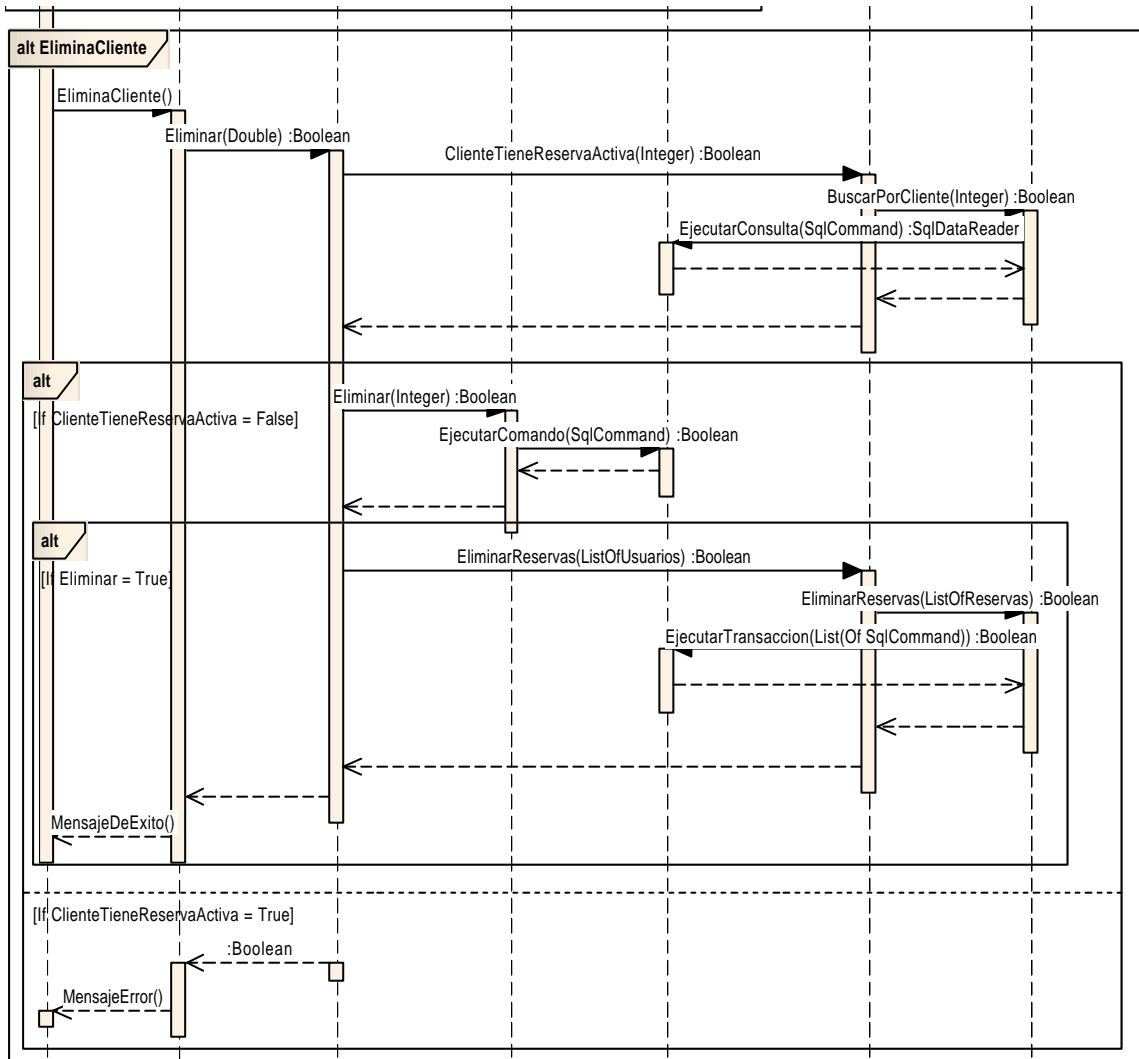 alt EliminaCliente
EliminaCliente()
Eliminar(Double) :Boolean
ClienteTieneReservaActiva(Integer) :Boolean
BuscarPorCliente(Integer) :Boolean
EjecutarConsulta(SqlCommand) :SqlDataReader
alt
[If ClienteTieneReservaActiva = False]
Eliminar(Integer) :Boolean
EjecutarComando(SqlCommand) :Boolean
alt
[If Eliminar = True]
EliminarReservas(ListOfUsuarios) :Boolean
EliminarReservas(ListOfReservas) :Boolean
EjecutarTransaccion(List(Of SqlCommand)) :Boolean
MensajeDeExito()
[If ClienteTieneReservaActiva = True]
:Boolean
MensajeError()